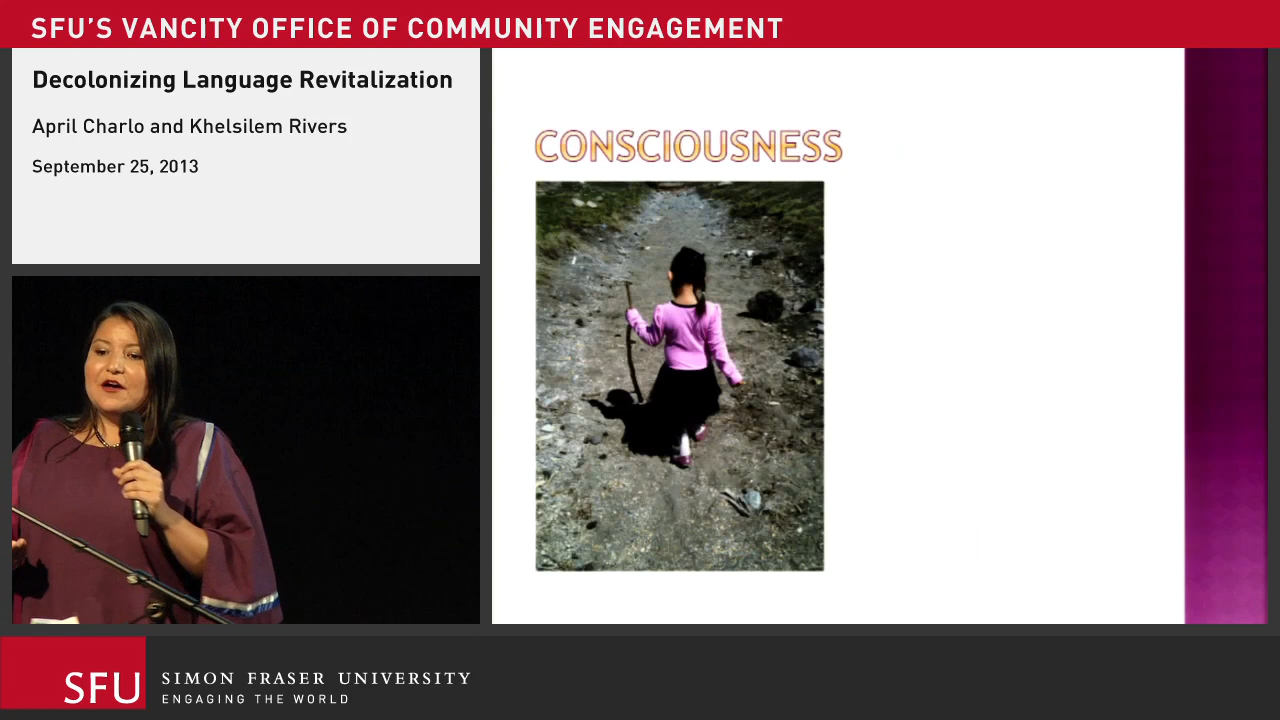 SFU'S VANCITY OFFICE OF COMMUNITY ENGAGEMENT
Decolonizing Language Revitalization
April Charlo and Khelsilem Rivers
September 25, 2013
CONSCIOUSNESS
SFU
SIMON FRASER UNIVERSITY
ENGAGING THE WORLD